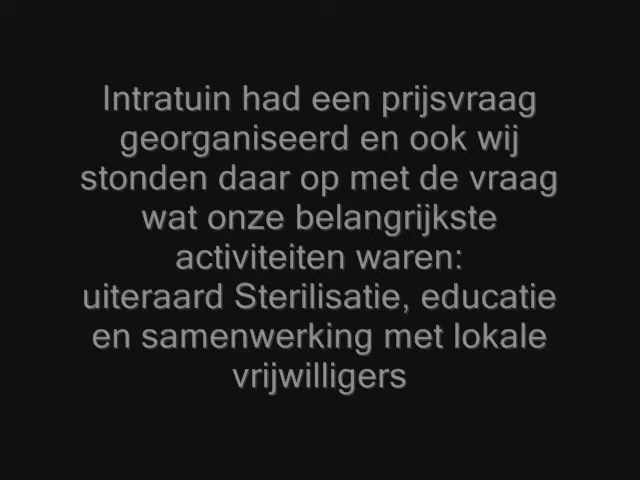 Intratuin had een prijsvraag
georganiseerd en ook wij
stonden daar op met de vraag
wat onze belangrijkste
activiteiten waren:
uiteraard Sterilisatie, educatie
en samenwerking met lokale
vrijwilligers